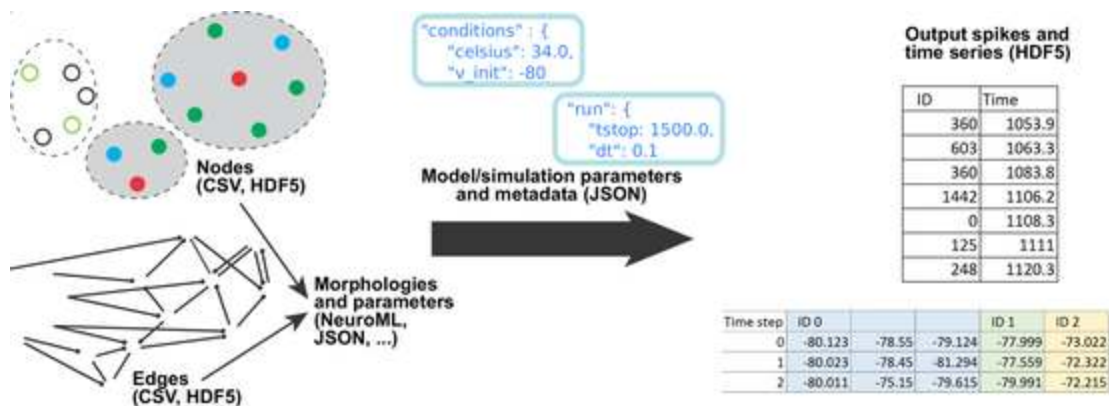 "conditions" : {
"celsius": 34.0,
"v_init": -80
"run": {
"tstop: 1500.0,
"dt": 0.1
Nodes
(CSV, HDF5)
Model/simulation parameters
and metadata (JSON)
Morphologies
and parameters
(NeuroML,
JSON, ...)
Edges
(CSV, HDF5)
Output spikes and
time series (HDF5)
ID Time
360 1053.9
603 1063.3
360 1083.8
1442 1106.2
0 1108.3
125 1111
248 1120.3
Time step ID 0 ID 1 ID 2
0 -80.123 -78.55 -79.124 -77.999 -73.022
1 -80.023 -78.45 -81.294 -77.559 -72.322
2 -80.011 -75.15 -79.615 -79.991 -72.215